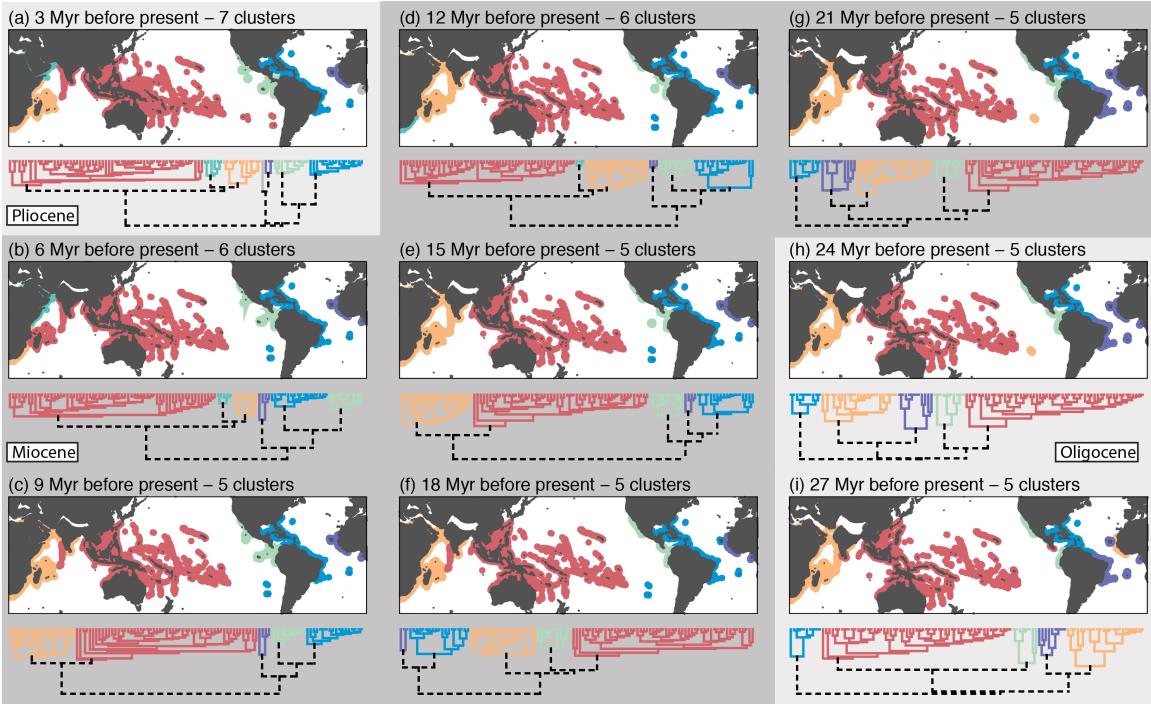 (a) 3 Myr before present – 7 clusters
(d) 12 Myr before present – 6 clusters
(g) 21 Myr before present – 5 clusters
Pliocene
(b) 6 Myr before present – 6 clusters
(e) 15 Myr before present – 5 clusters
(h) 24 Myr before present – 5 clusters
Miocene
Oligocene
(c) 9 Myr before present – 5 clusters
(f) 18 Myr before present – 5 clusters
(i) 27 Myr before present – 5 clusters